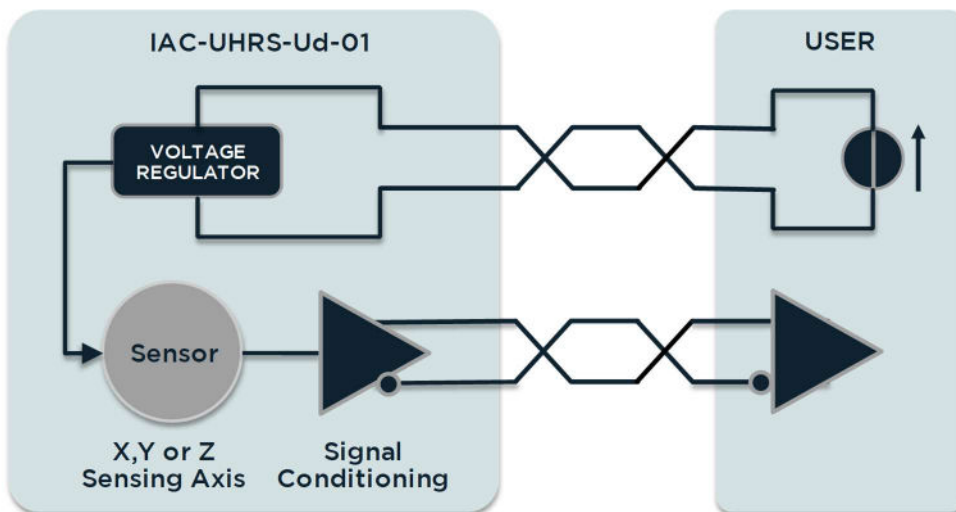 IAC-UHRS-Ud-01
USER
VOLTAGE
REGULATOR
Sensor
X,Y or Z
Sensing Axis
Signal
Conditioning